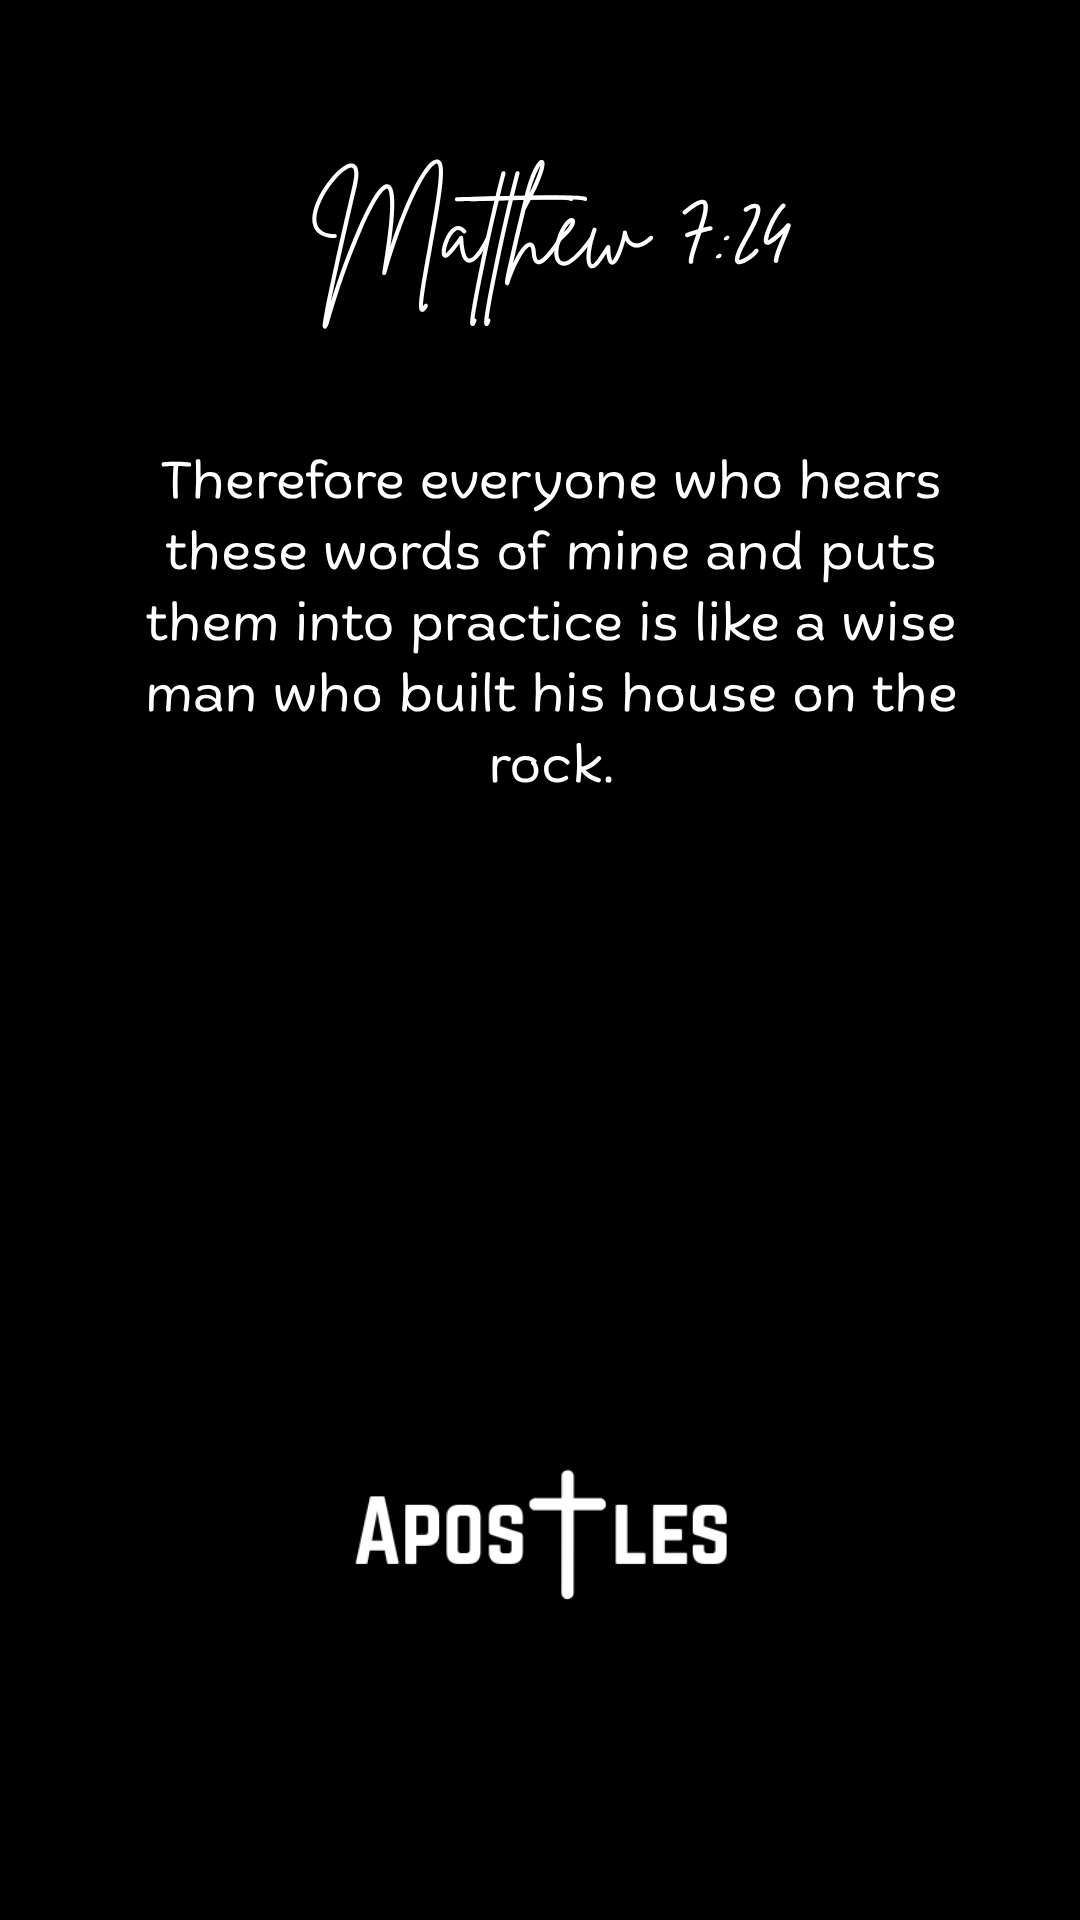 Matthew 7:24
Therefore everyone who hears
these words of mine and puts
them into practice is like a wise
man who built his house on the
rock.
Apostles